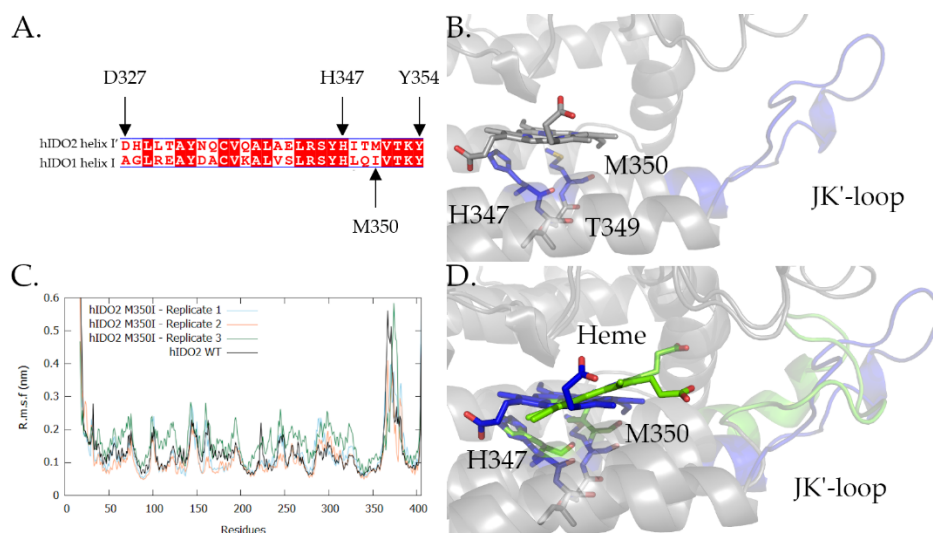 A.
D327
H347
Y354
hIDO2 helix I' DHLLTAYNQCVQALAELRSYHITMVTKY
hIDO1 helix I AGLREAYDACVKALVSLRSYHLQIVTKY
M350
B.
M350
H347
T349
JK'-loop
C.
R.m.s.f (nm)
0.6
0.5
0.4
0.3
0.2
0.1
0
hIDO2 M350I - Replicate 1
hIDO2 M350I - Replicate 2
hIDO2 M350I - Replicate 3
hIDO2 WT
0 50 100 150 200 250 300 350 400
Residues
D.
Heme
M350
H347
JK'-loop